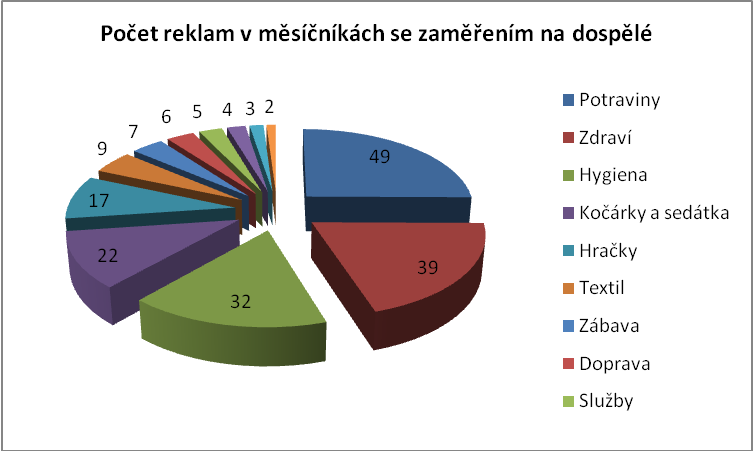 Počet reklam v měsíčníkách se zaměřením na dospělé
49
39
32
22
17
9
7
6
5
4
3
2
Potraviny
Zdraví
Hygiena
Kočárky a sedátka
Hračky
Textil
Zábava
Doprava
Služby